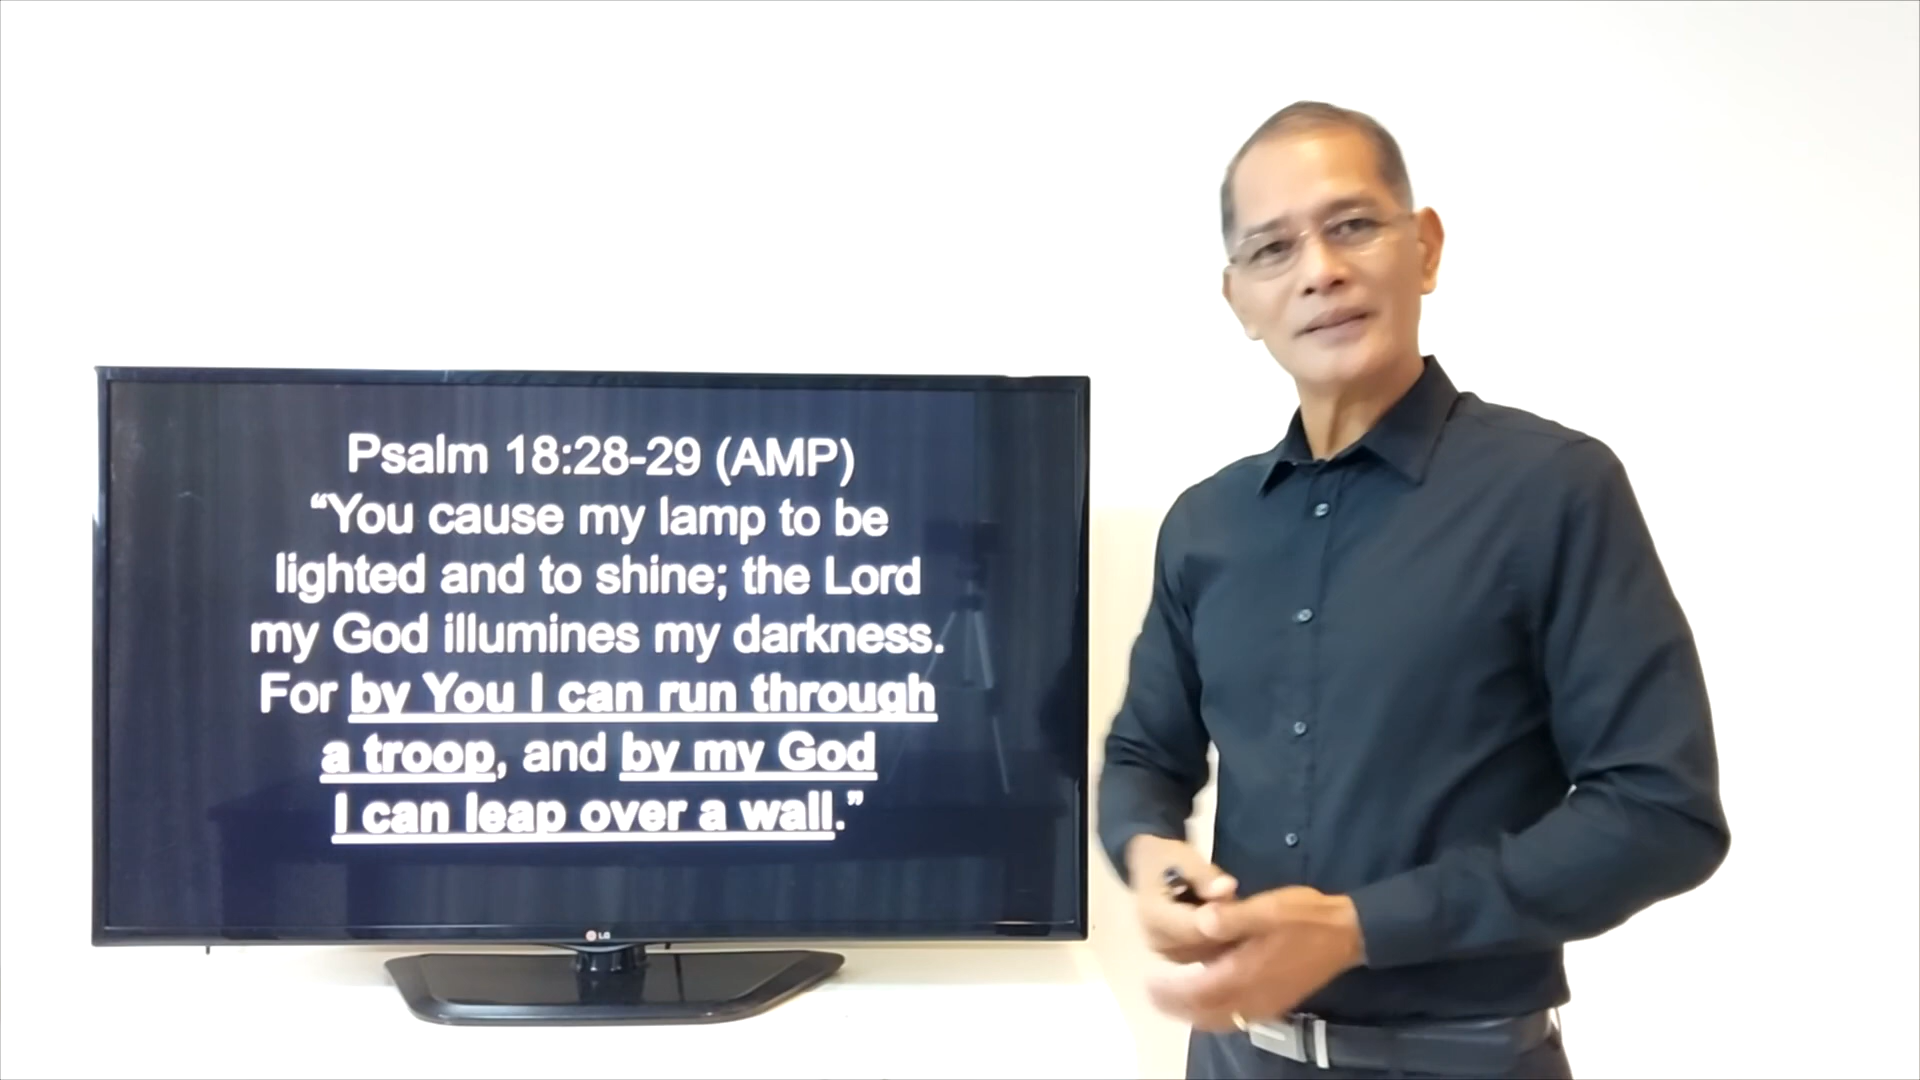 Psalm 18:28-29 (AMP)
“You cause my lamp to be
lighted and to shine; the Lord
my God illumines my darkness.
For by You I can run through
a troop, and by my God
I can leap over a wall.”
LG